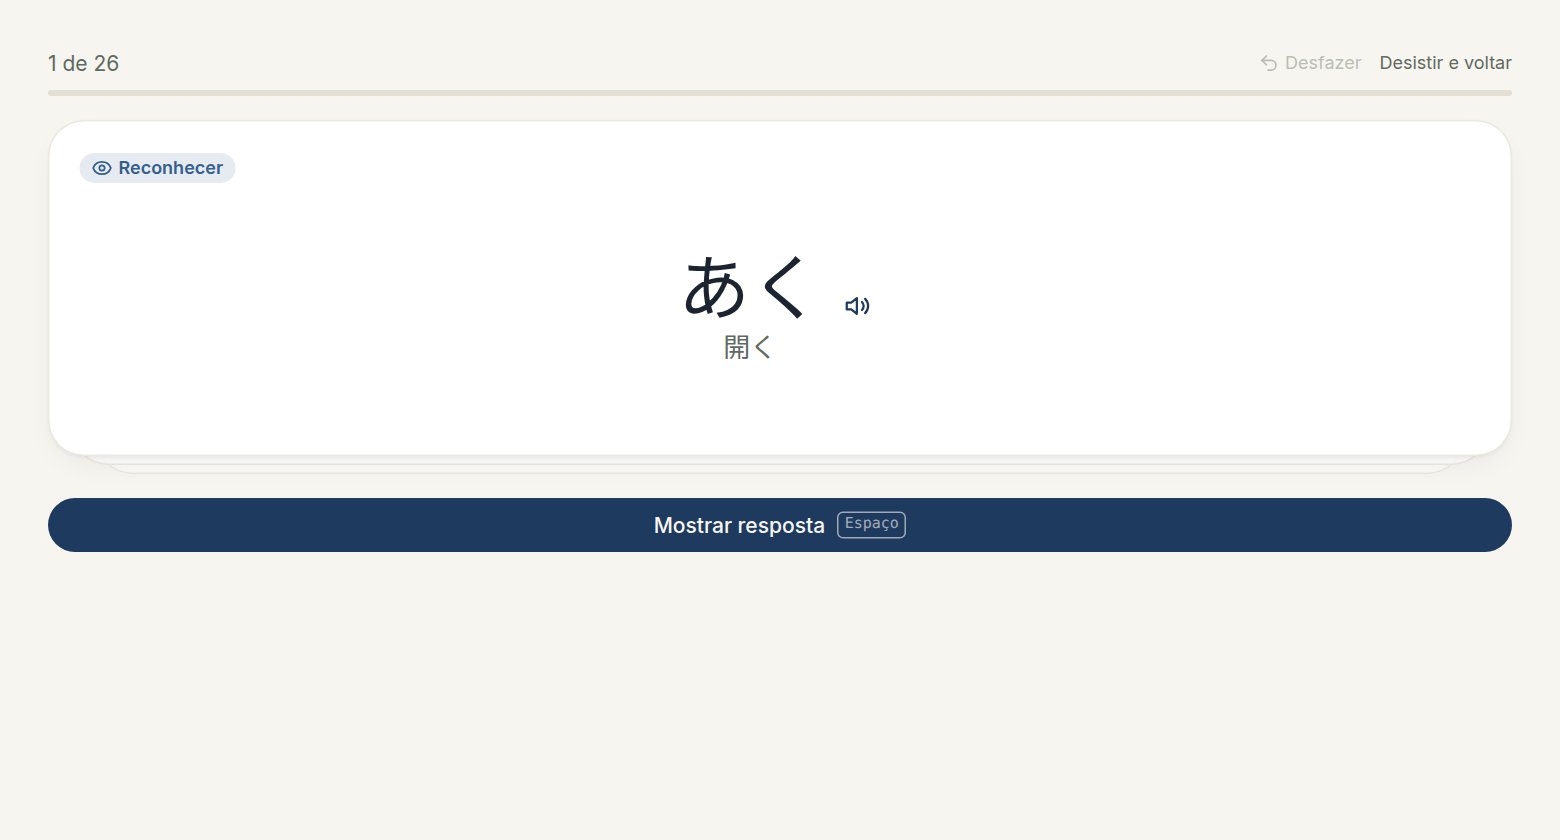 1 de 26
Desfazer Desistir e voltar
Reconhecer
あく
開く
Mostrar resposta Espaço